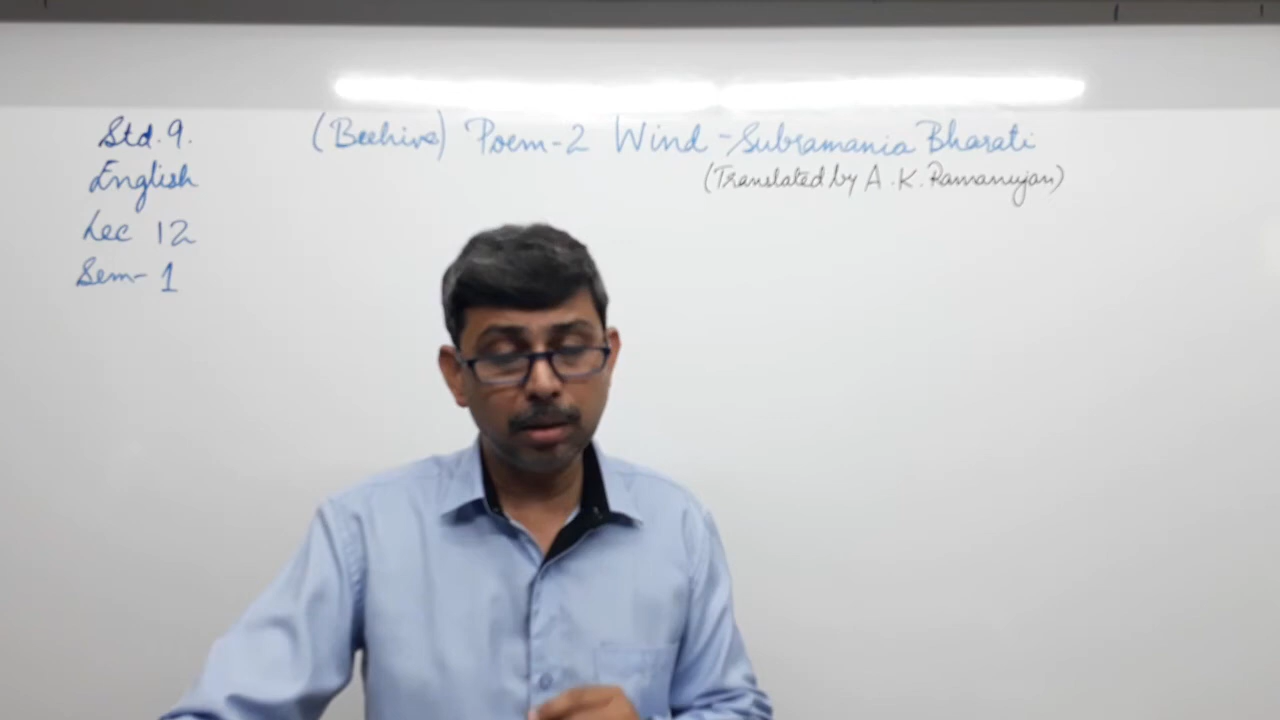 Std. 9.
English
Lec 12
Sem- 1
(Beehive) Poem-2 Wind - Subramania Bharati
(Translated by A. K. Ramanujan)